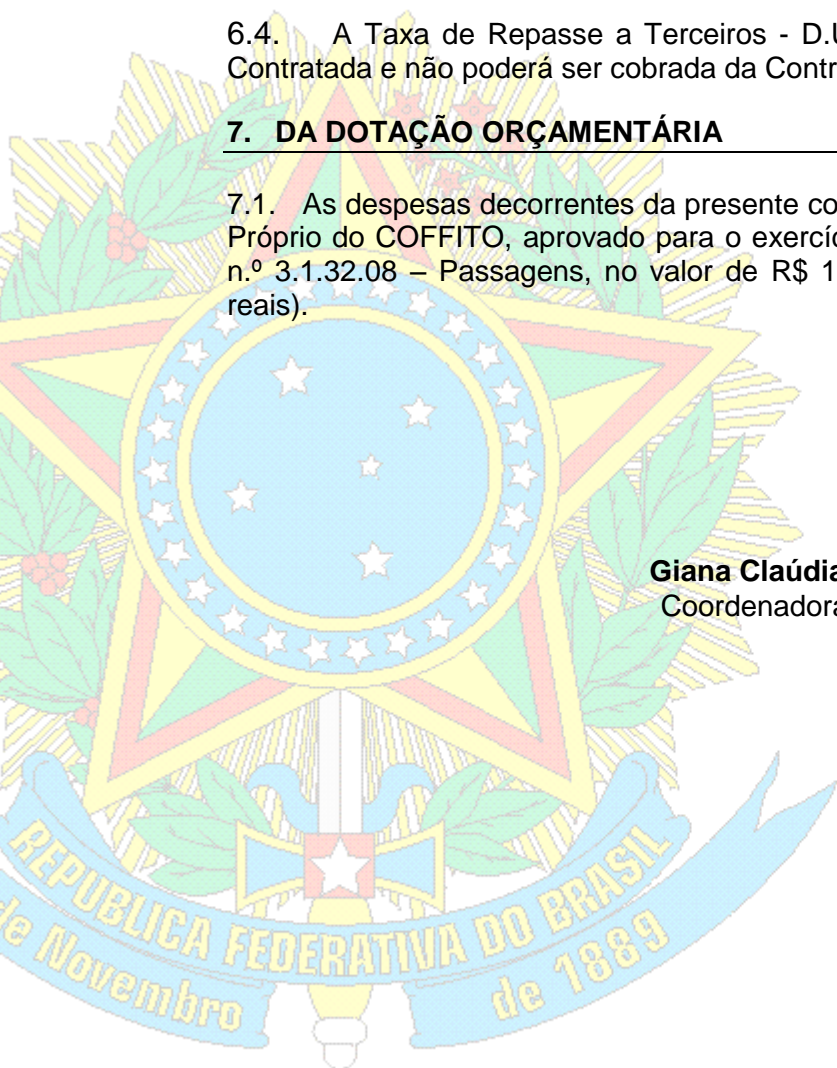 6.4. A Taxa de Repasse a Terceiros - D.U
Contratada e não poderá ser cobrada da Contr
7. DA DOTAÇÃO ORÇAMENTÁRIA
7.1. As despesas decorrentes da presente co
Próprio do COFFITO, aprovado para o exercíc
n.º 3.1.32.08 – Passagens, no valor de R$ 1
reais).
Giana Claúdia
Coordenadora
REPUBLICA FEDERATIVA DO BRASIL
de Novembro
de 1889